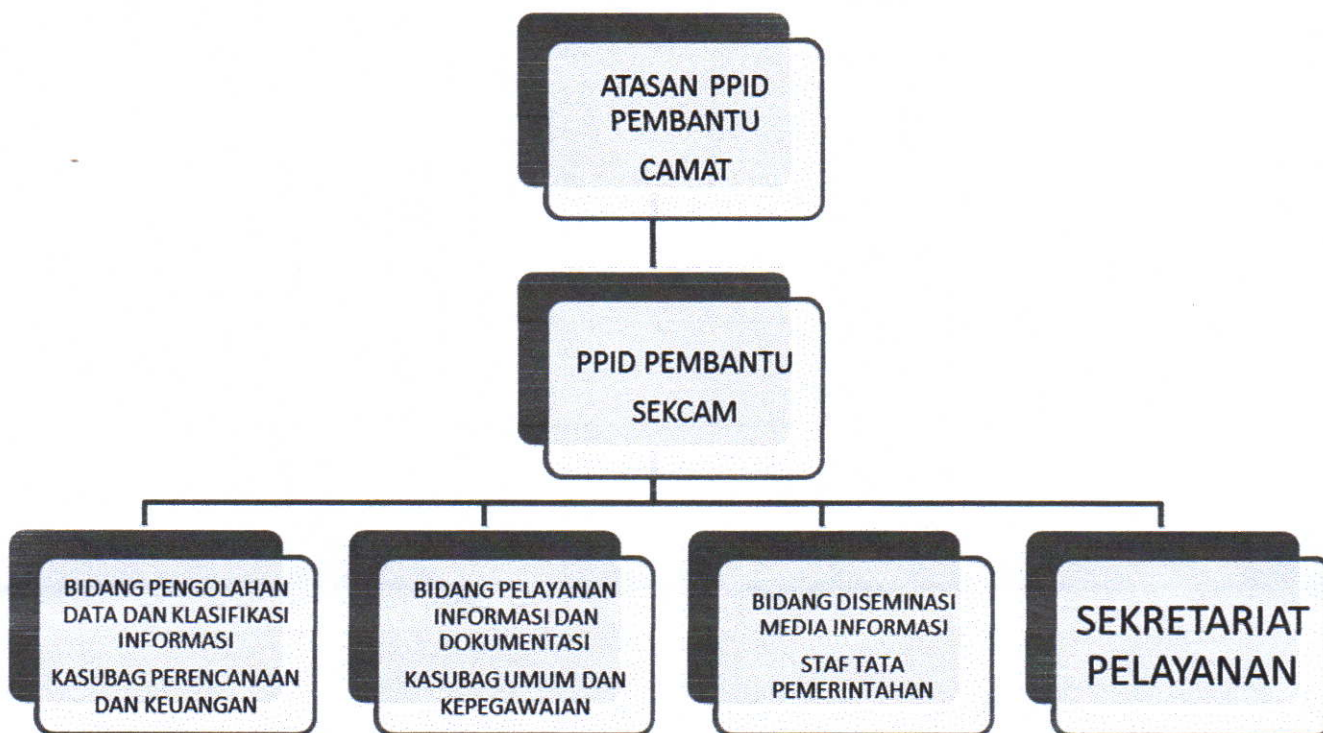 ATASAN PPID
PEMBANTU
CAMAT
PPID PEMBANTU
SEKCAM
BIDANG PENGOLAHAN
DATA DAN KLASIFIKASI
INFORMASI
KASUBAG PERENCANAAN
DAN KEUANGAN
BIDANG PELAYANAN
INFORMASI DAN
DOKUMENTASI
KASUBAG UMUM DAN
KEPEGAWAIAN
BIDANG DISEMINASI
MEDIA INFORMASI
STAF TATA
PEMERINTAHAN
SEKRETARIAT
PELAYANAN